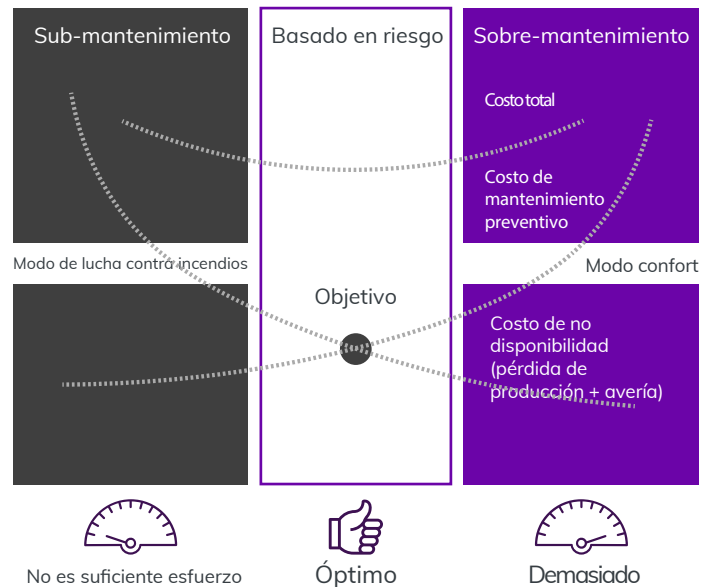 Sub-mantenimiento
Basado en riesgo
Sobre-mantenimiento
Costo total
Costo de
mantenimiento
preventivo
Modo de lucha contra incendios
Modo confort
Objetivo
Costo de no
disponibilidad
(pérdida de
producción + avería)
No es suficiente esfuerzo
Óptimo
Demasiado